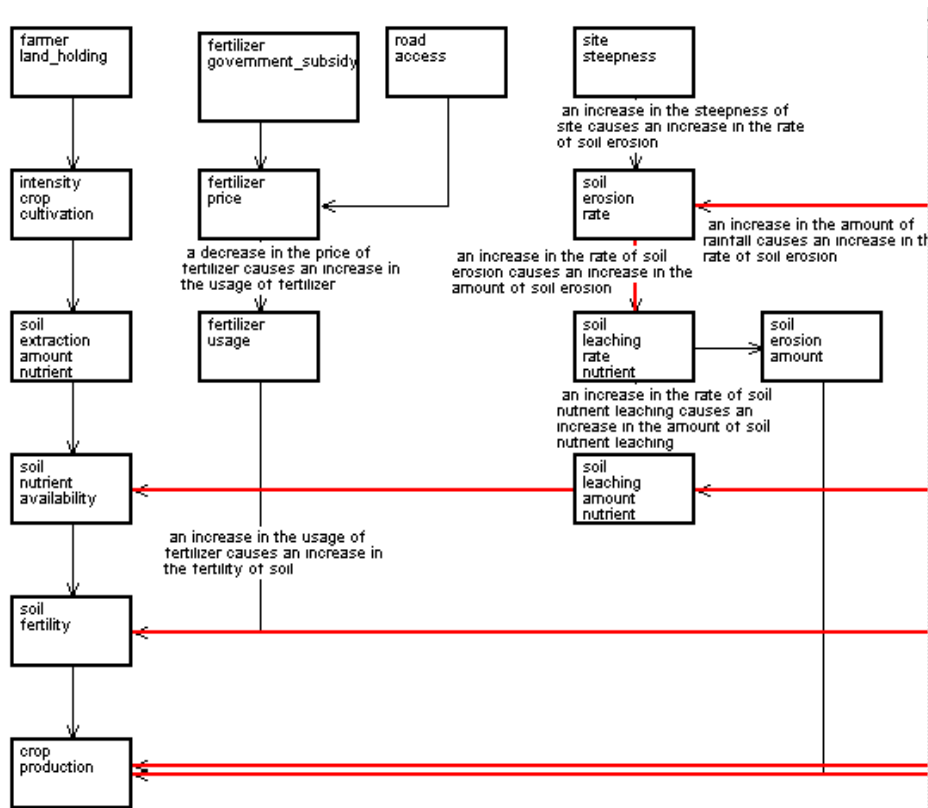 farmer
land_holding
fertilizer
government_subsidy
road
access
site
steepness
an increase in the steepness of
site causes an increase in the rate
of soil erosion
intensity
crop
cultivation
fertilizer
price
soil
erosion
rate
a decrease in the price of
fertilizer causes an increase in
the usage of fertilizer
an increase in the rate of soil
erosion causes an increase in the
amount of soil erosion
an increase in the amount of
rainfall causes an increase in th
rate of soil erosion
soil
extraction
amount
nutrient
fertilizer
usage
soil
leaching
rate
nutrient
soil
erosion
amount
an increase in the rate of soil
nutrient leaching causes an
increase in the amount of soil
nutrient leaching
soil
nutrient
availability
soil
leaching
amount
nutrient
an increase in the usage of
fertilizer causes an increase in
the fertility of soil
soil
fertility
crop
production